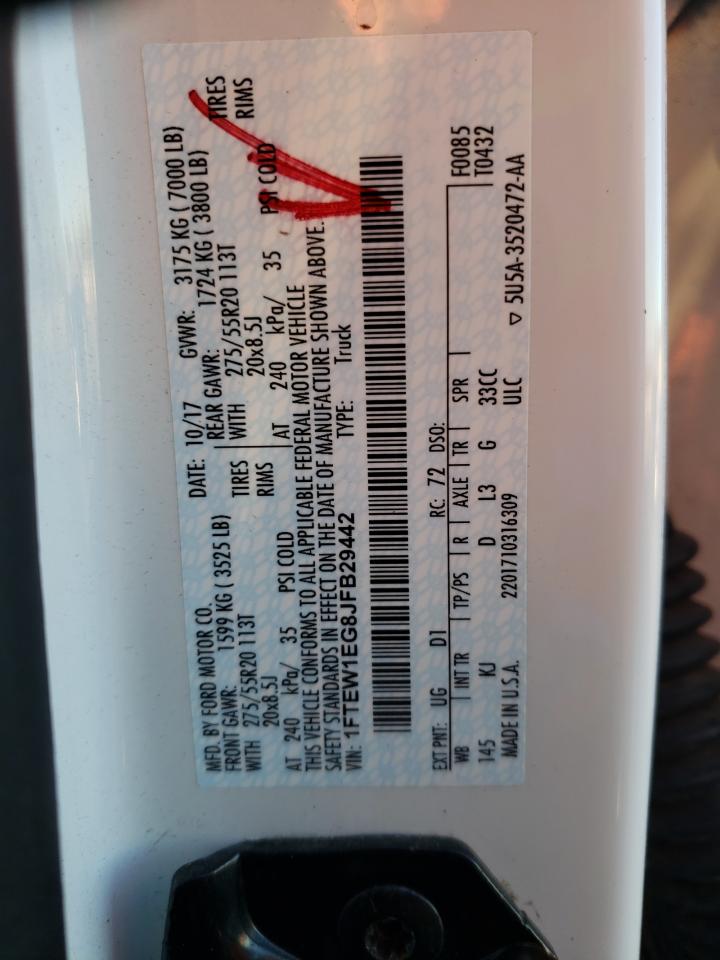 MFD. BY FORD MOTOR CO. DATE: 10/17 GVWR: 3175 KG ( 7000 LB)
FRONT GAWR: 1599 KG ( 3525 LB) REAR GAWR: 1724 KG ( 3800 LB)
WITH 275/55R20 113T TIRES WITH 275/55R20 113T TIRES
20x8.5J RIMS 20x8.5J RIMS
AT 240 kPa/ 35 PSI COLD AT 240 kPa/ 35 PSI COLD
THIS VEHICLE CONFORMS TO ALL APPLICABLE FEDERAL MOTOR VEHICLE
SAFETY STANDARDS IN EFFECT ON THE DATE OF MANUFACTURE SHOWN ABOVE.
VIN: 1FTEW1EG8JFB29442 TYPE: Truck
F0085
EXT PNT: UG D1 RC: 72 DSO: T0432
WB INT TR TP/PS R AXLE TR SPR
145 KJ D L3 G 33CC
ULC
MADE IN U.S.A. 2201710316309 ▽ 5U5A-3520472-AA